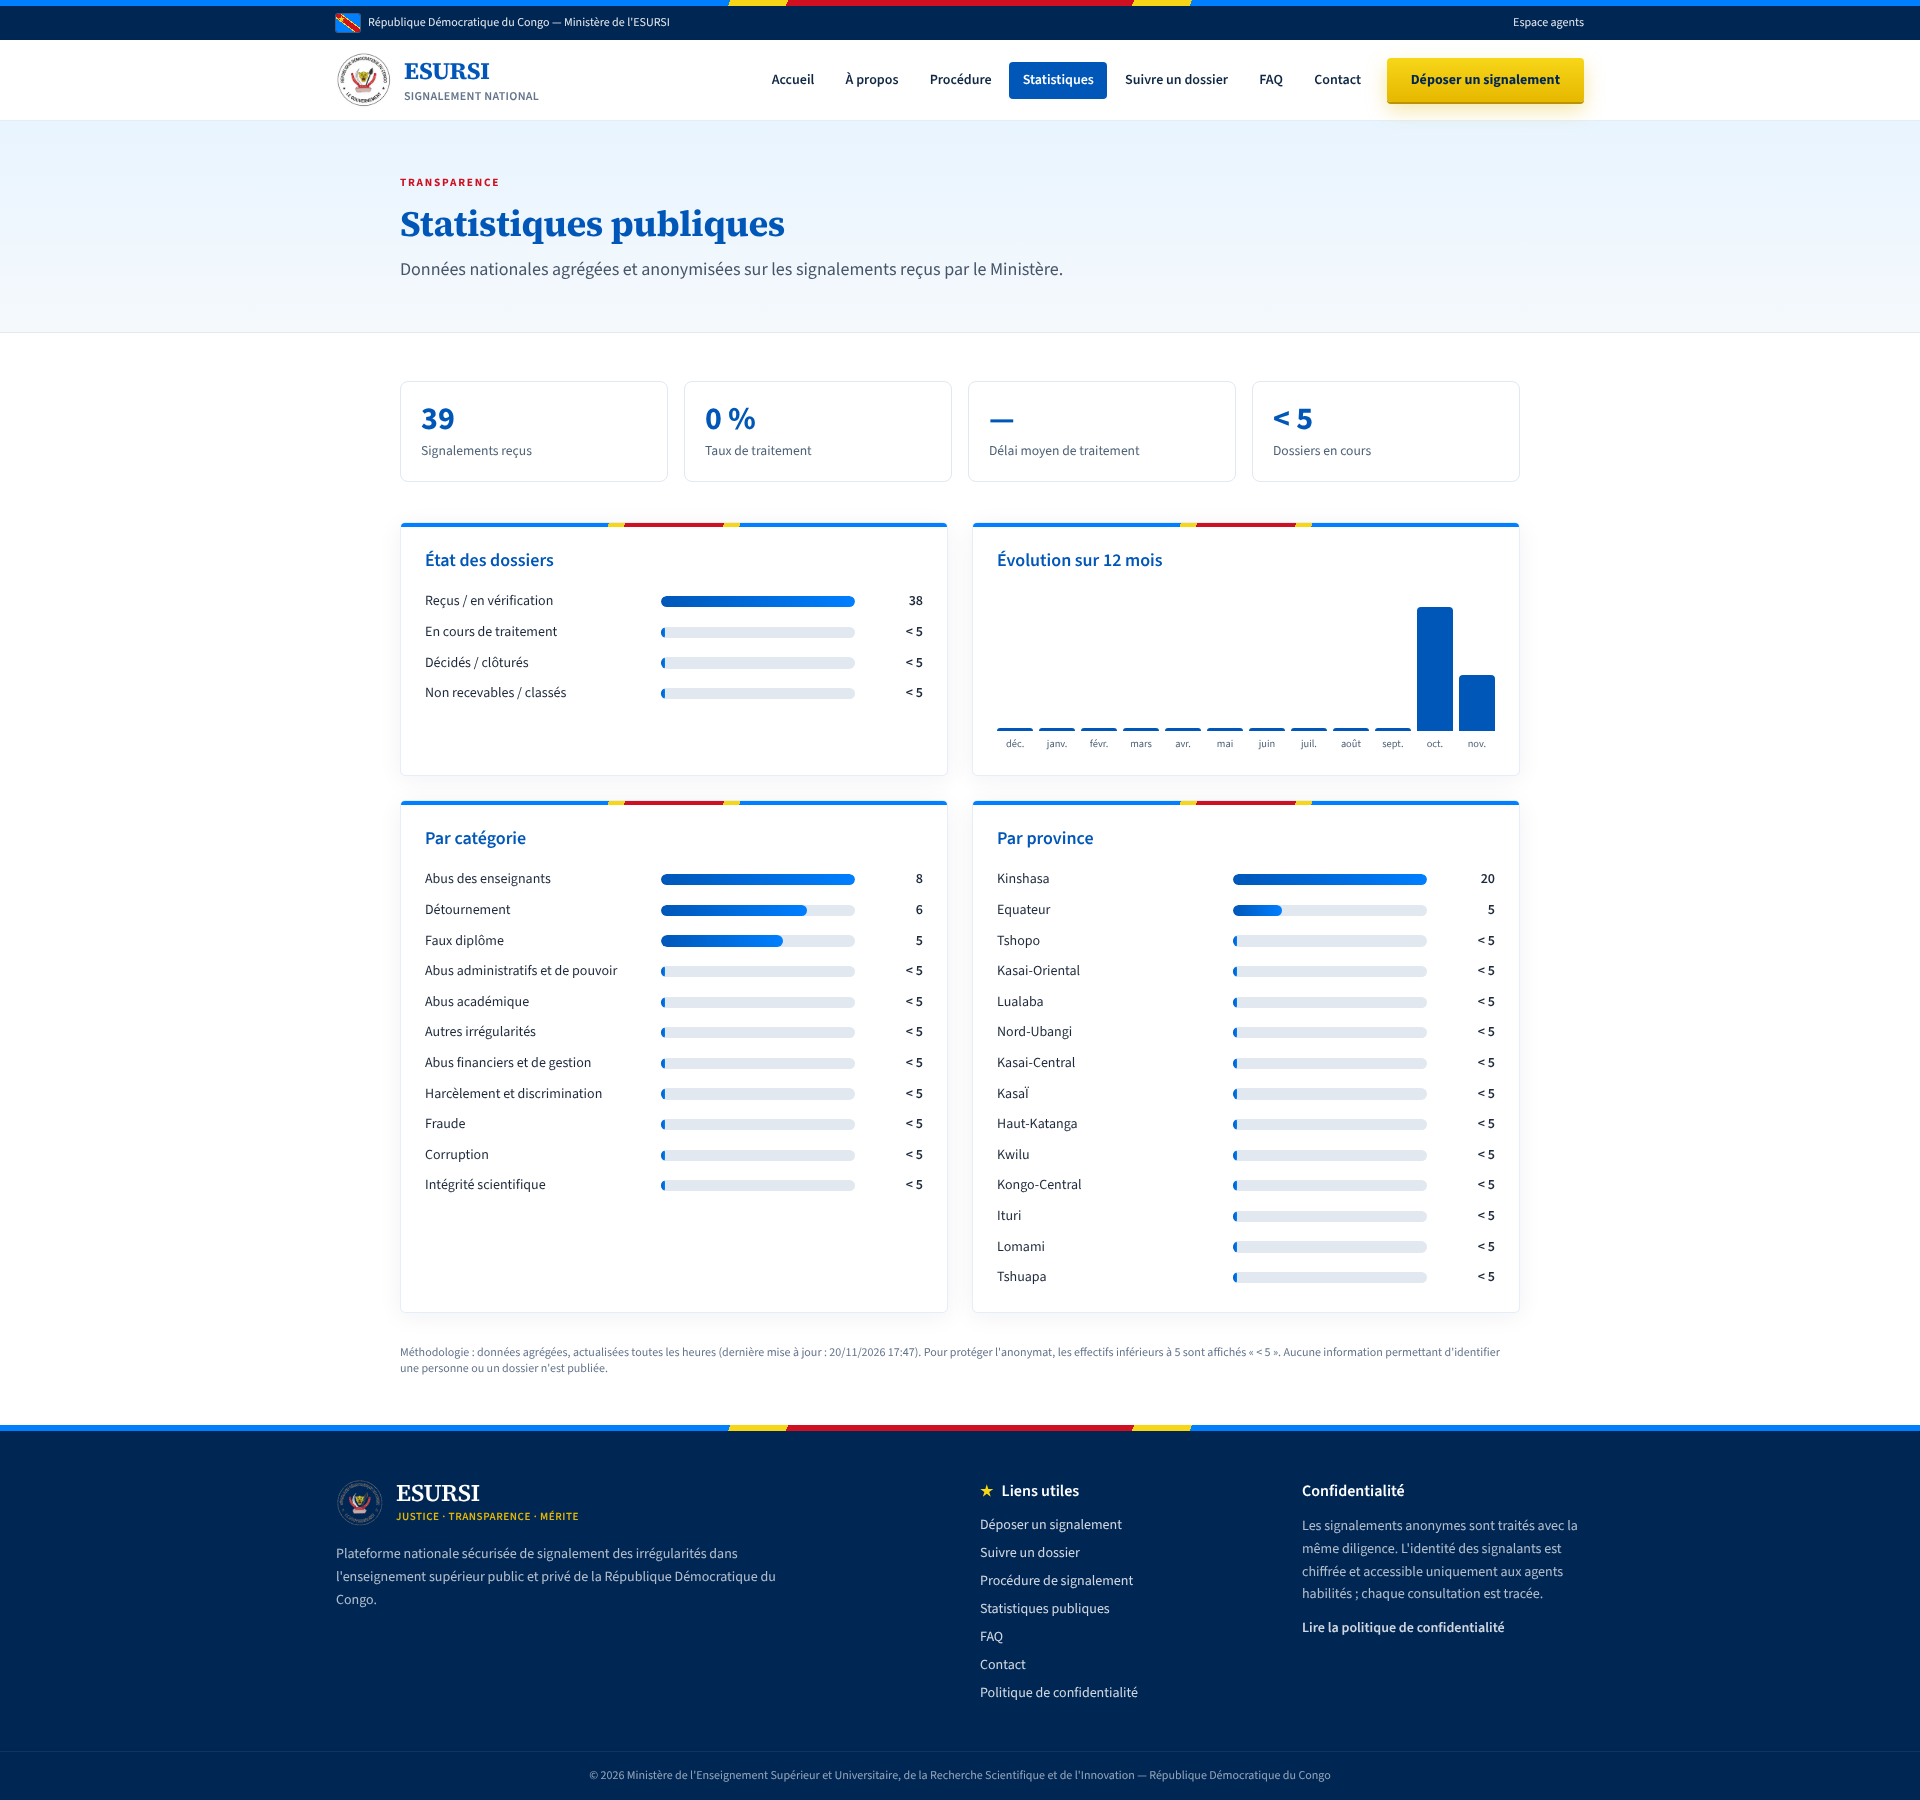 République Démocratique du Congo — Ministère de l'ESURSI
Espace agents
ESURSI
SIGNALEMENT NATIONAL
Accueil
À propos
Procédure
Statistiques
Suivre un dossier
FAQ
Contact
Déposer un signalement
TRANSPARENCE
Statistiques publiques
Données nationales agrégées et anonymisées sur les signalements reçus par le Ministère.
39
Signalements reçus
0 %
Taux de traitement
—
Délai moyen de traitement
< 5
Dossiers en cours
État des dossiers
Reçus / en vérification 38
En cours de traitement < 5
Décidés / clôturés < 5
Non recevables / classés < 5
Évolution sur 12 mois
déc. janv. févr. mars avr. mai juin juil. août sept. oct. nov.
Par catégorie
Abus des enseignants 8
Détournement 6
Faux diplôme 5
Abus administratifs et de pouvoir < 5
Abus académique < 5
Autres irrégularités < 5
Abus financiers et de gestion < 5
Harcèlement et discrimination < 5
Fraude < 5
Corruption < 5
Intégrité scientifique < 5
Par province
Kinshasa 20
Equateur 5
Tshopo < 5
Kasai-Oriental < 5
Lualaba < 5
Nord-Ubangi < 5
Kasai-Central < 5
KasaÏ < 5
Haut-Katanga < 5
Kwilu < 5
Kongo-Central < 5
Ituri < 5
Lomami < 5
Tshuapa < 5
Méthodologie : données agrégées, actualisées toutes les heures (dernière mise à jour : 20/11/2026 17:47). Pour protéger l'anonymat, les effectifs inférieurs à 5 sont affichés « < 5 ». Aucune information permettant d'identifier
une personne ou un dossier n'est publiée.
ESURSI
JUSTICE · TRANSPARENCE · MÉRITE
Plateforme nationale sécurisée de signalement des irrégularités dans
l'enseignement supérieur public et privé de la République Démocratique du
Congo.
★ Liens utiles
Déposer un signalement
Suivre un dossier
Procédure de signalement
Statistiques publiques
FAQ
Contact
Politique de confidentialité
Confidentialité
Les signalements anonymes sont traités avec la
même diligence. L'identité des signalants est
chiffrée et accessible uniquement aux agents
habilités ; chaque consultation est tracée.
Lire la politique de confidentialité
© 2026 Ministère de l'Enseignement Supérieur et Universitaire, de la Recherche Scientifique et de l'Innovation — République Démocratique du Congo